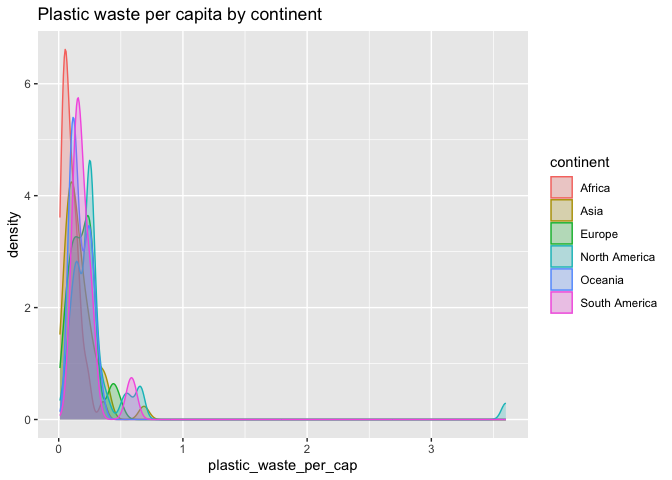 Plastic waste per capita by continent
6
4
2
0
density
0 1 2 3
plastic_waste_per_cap
continent
Africa
Asia
Europe
North America
Oceania
South America